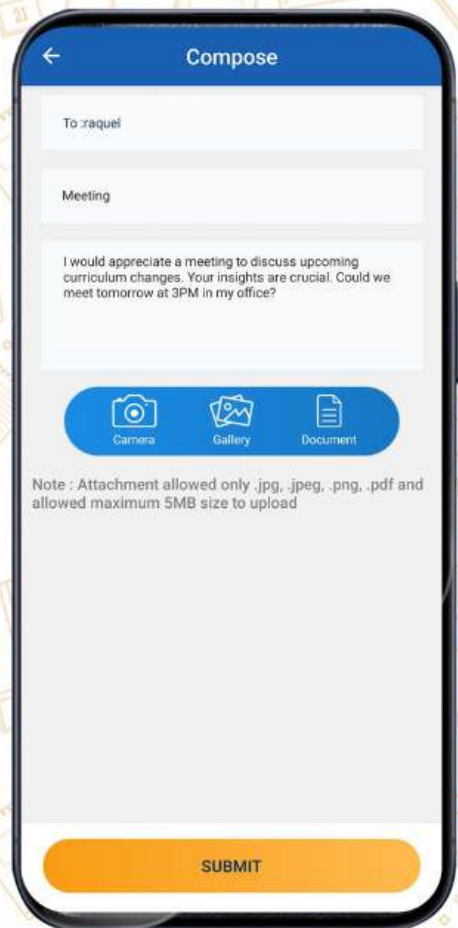 21
Compose
To :raquel
Meeting
I would appreciate a meeting to discuss upcoming
curriculum changes. Your insights are crucial. Could we
meet tomorrow at 3PM in my office?
Camera
Gallery
Document
Note : Attachment allowed only .jpg, .jpeg, .png, .pdf and
allowed maximum 5MB size to upload
SUBMIT